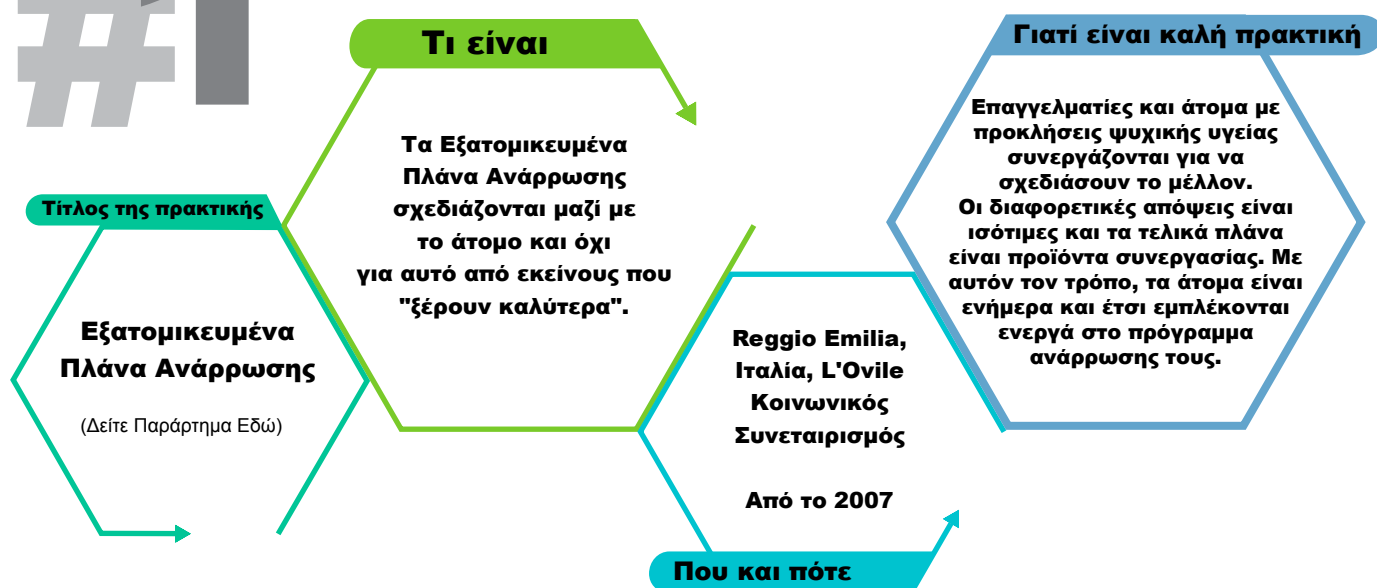 #1
Τίτλος της πρακτικής
Εξατομικευμένα
Πλάνα Ανάρρωσης
(Δείτε Παράρτημα Εδώ)
Τι είναι
Τα Εξατομικευμένα
Πλάνα Ανάρρωσης
σχεδιάζονται μαζί με
το άτομο και όχι
για αυτό από εκείνους που
"ξέρουν καλύτερα".
Reggio Emilia,
Ιταλία, L'Ovile
Κοινωνικός
Συνεταιρισμός
Από το 2007
Που και πότε
Γιατί είναι καλή πρακτική
Επαγγελματίες και άτομα με
προκλήσεις ψυχικής υγείας
συνεργάζονται για να
σχεδιάσουν το μέλλον.
Οι διαφορετικές απόψεις είναι
ισότιμες και τα τελικά πλάνα
είναι προϊόντα συνεργασίας. Με
αυτόν τον τρόπο, τα άτομα είναι
ενήμερα και έτσι εμπλέκονται
ενεργά στο πρόγραμμα
ανάρρωσης τους.